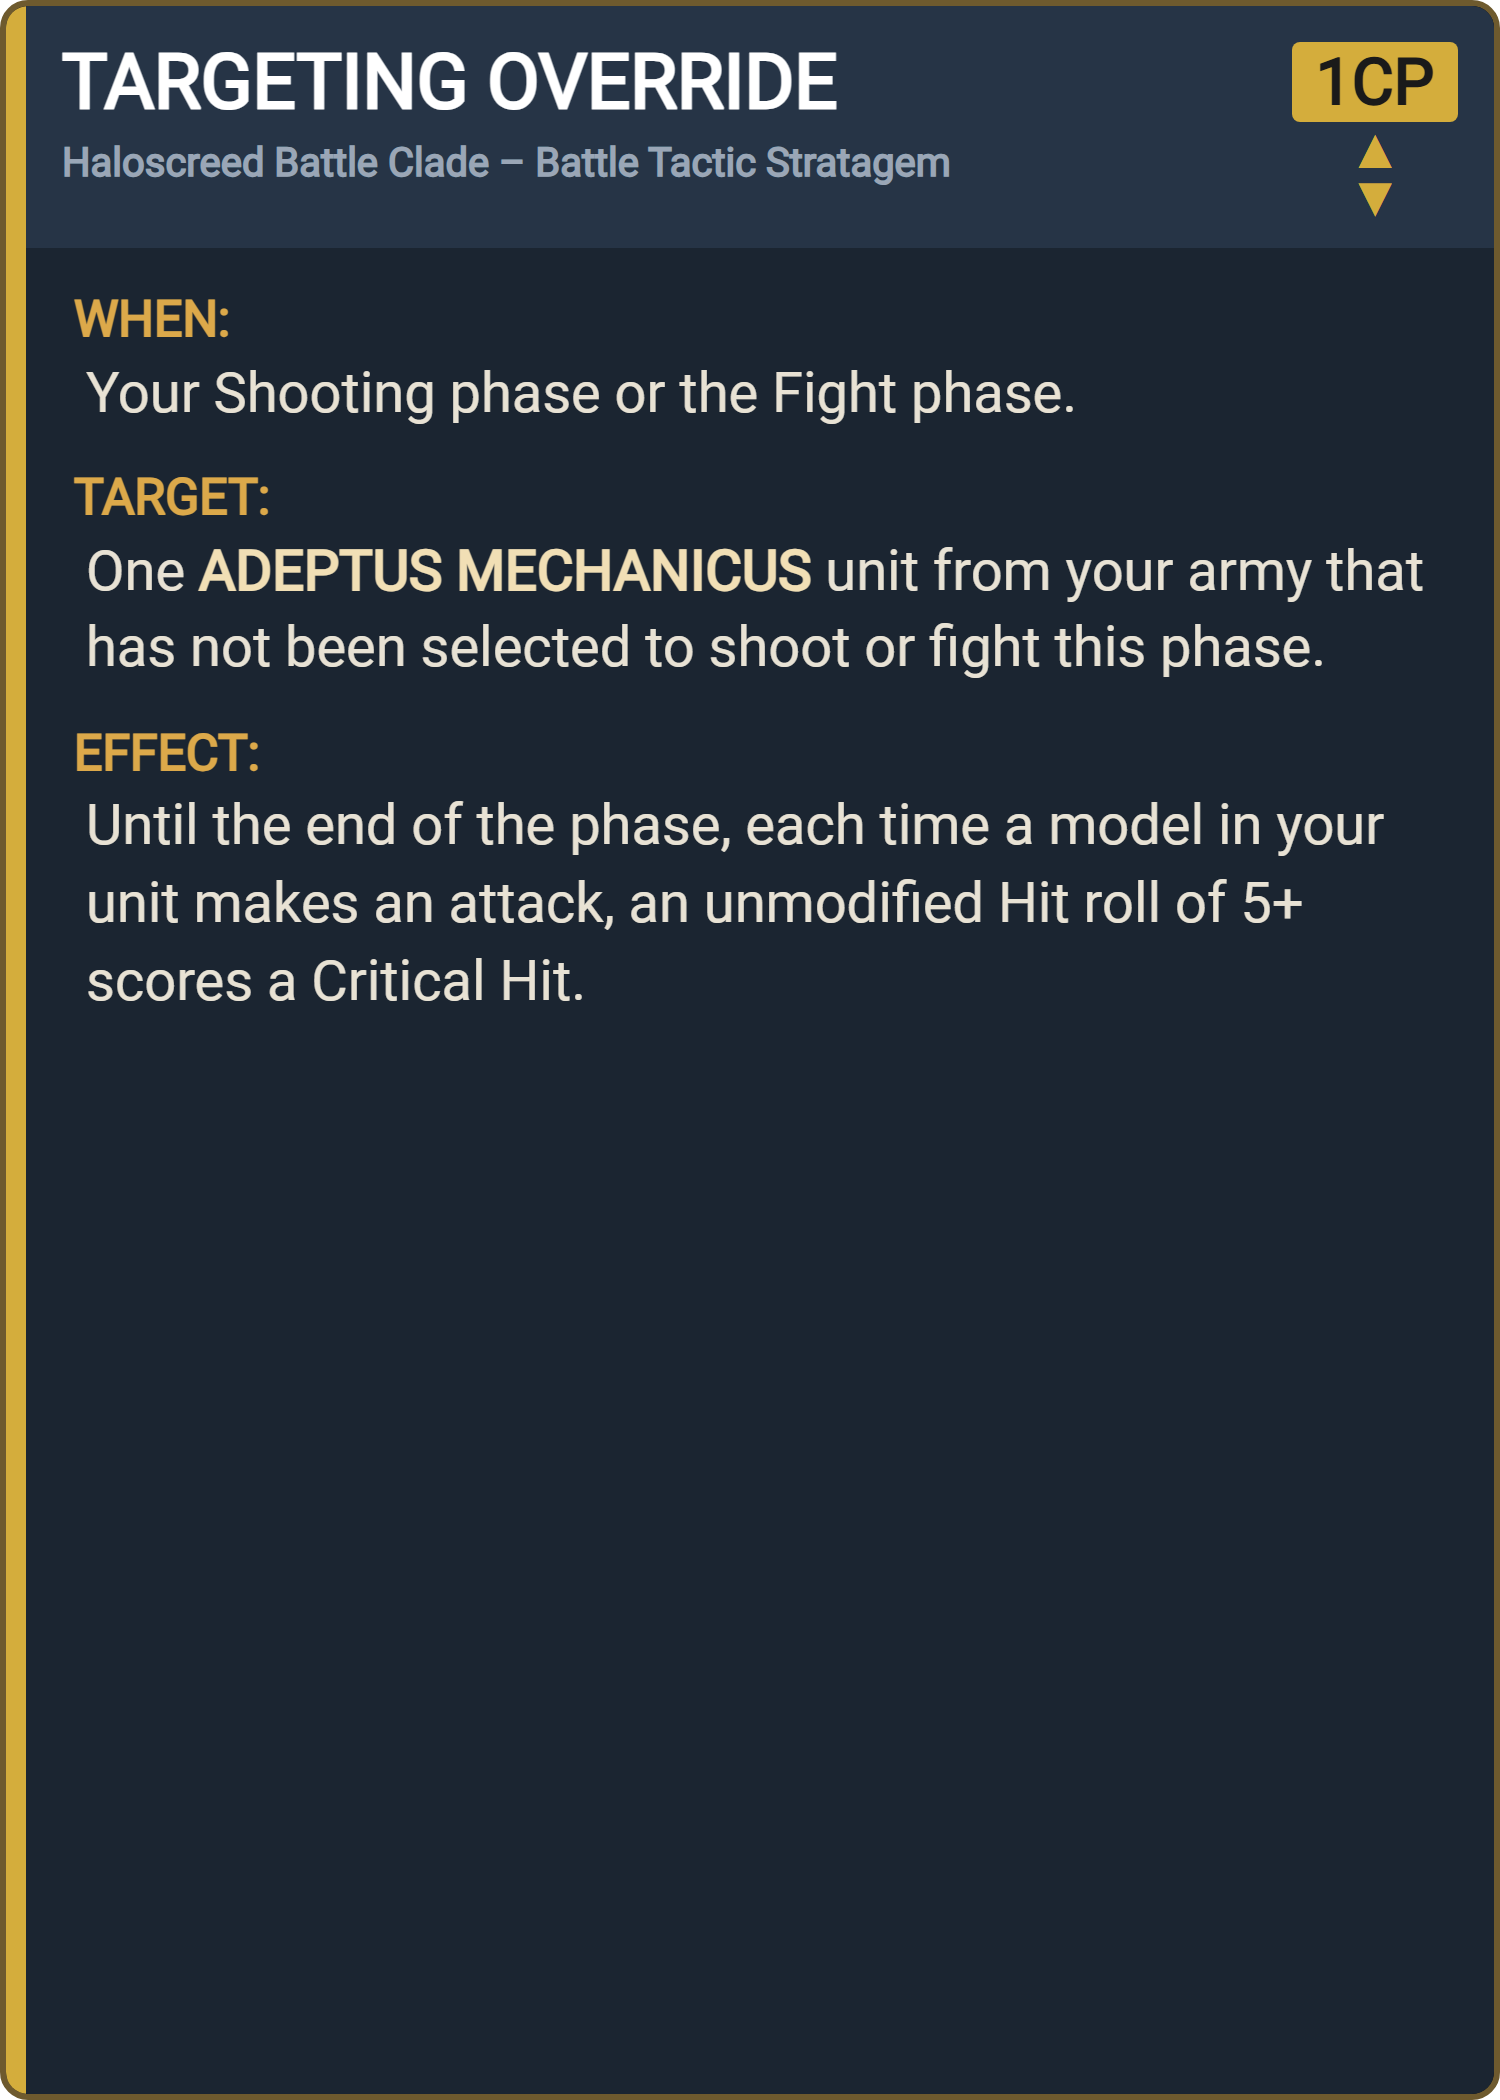 TARGETING OVERRIDE
1CP
Haloscreed Battle Clade – Battle Tactic Stratagem
WHEN:
Your Shooting phase or the Fight phase.
TARGET:
One ADEPTUS MECHANICUS unit from your army that
has not been selected to shoot or fight this phase.
EFFECT:
Until the end of the phase, each time a model in your
unit makes an attack, an unmodified Hit roll of 5+
scores a Critical Hit.